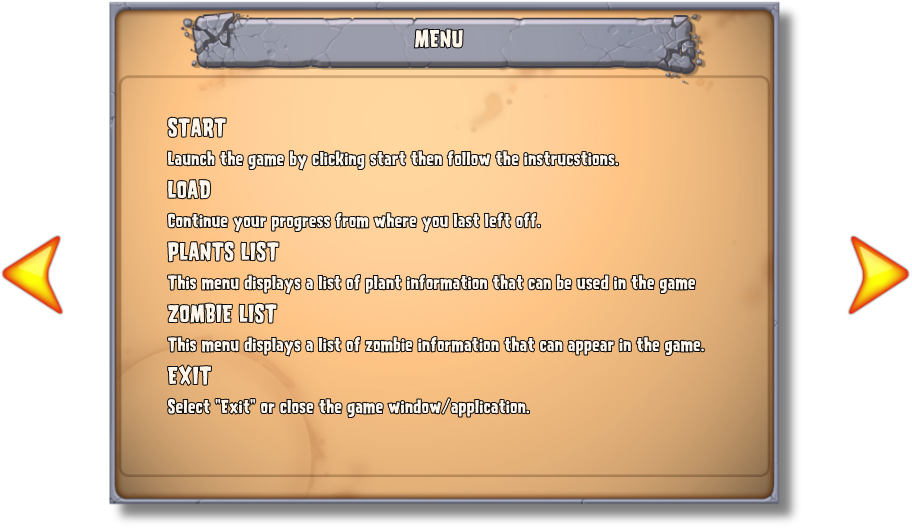 MENU
START
Launch the game by clicking start then follow the instrucstions.
LOAD
Continue your progress from where you last left off.
PLANTS LIST
This menu displays a list of plant information that can be used in the game
ZOMBIE LIST
This menu displays a list of zombie information that can appear in the game.
EXIT
Select "Exit" or close the game window/application.